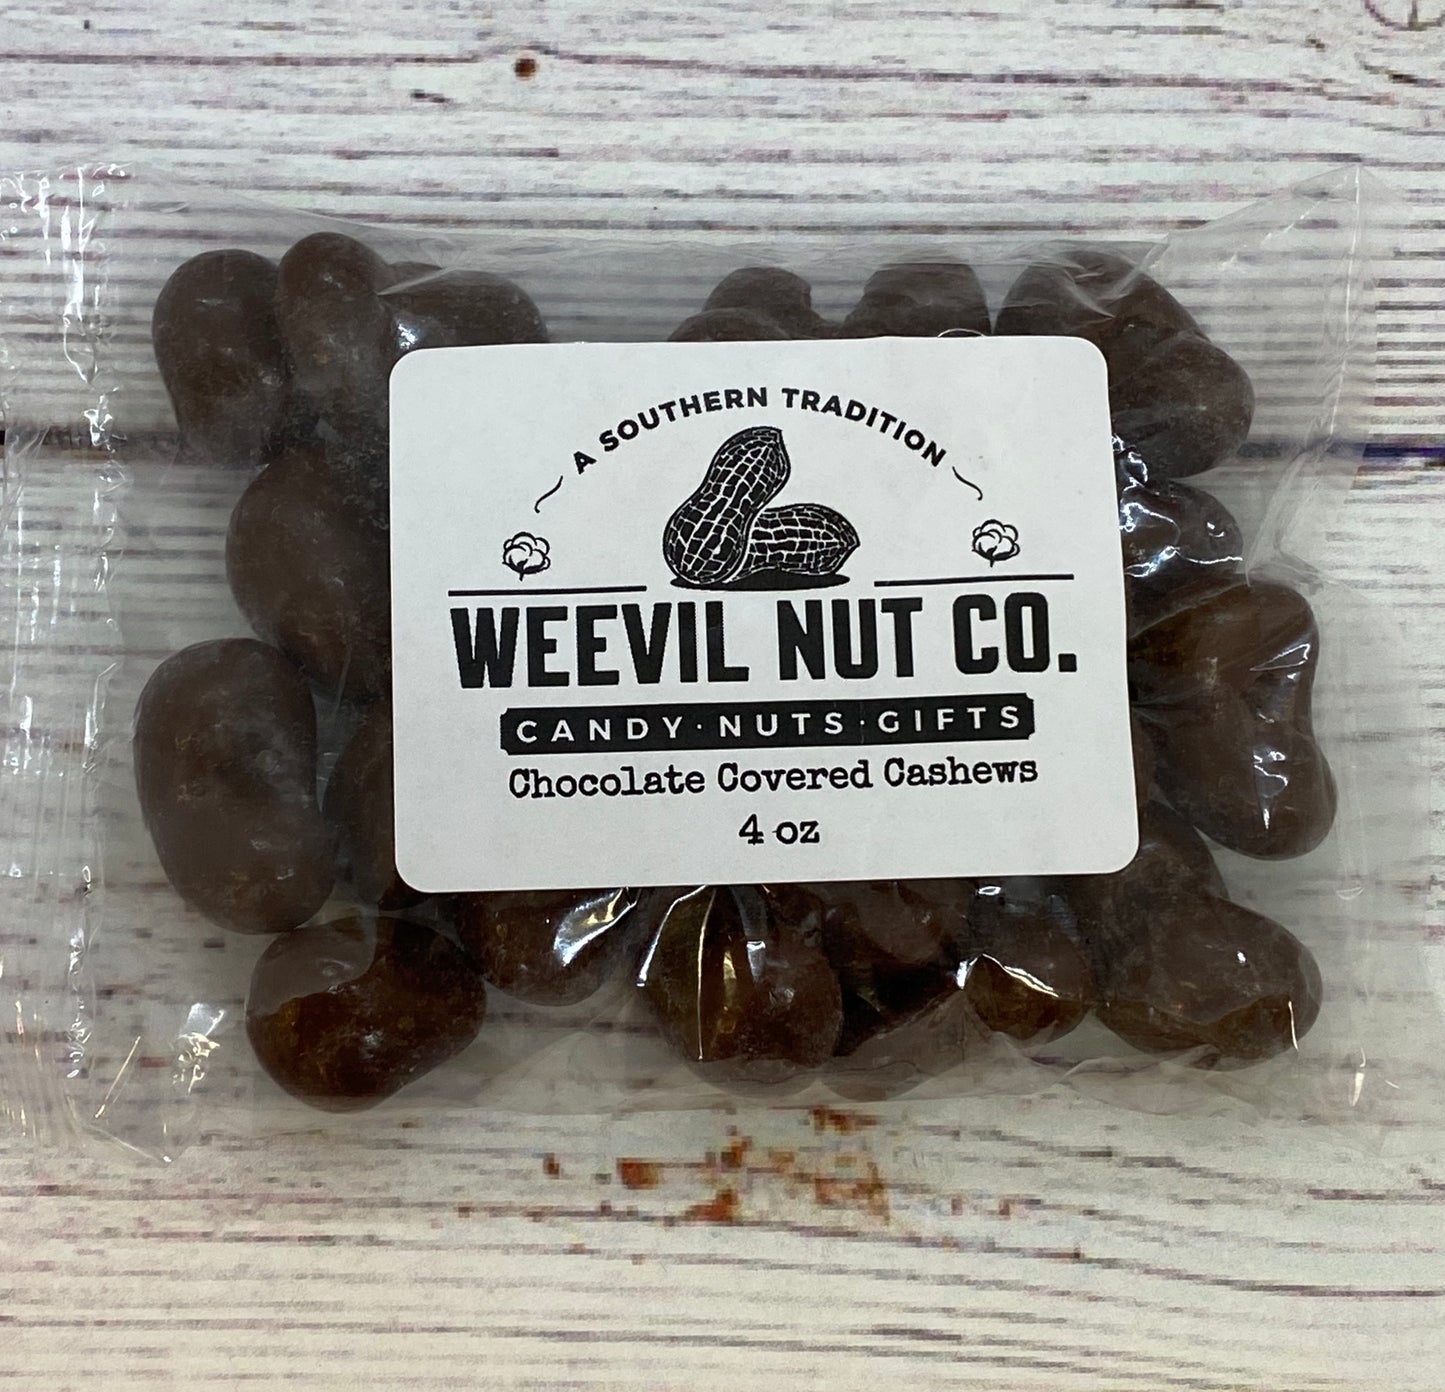 A SOUTHERN TRADITION
WEEVIL NUT CO.
CANDY·NUTS·GIFTS
Chocolate Covered Cashews
4 oz